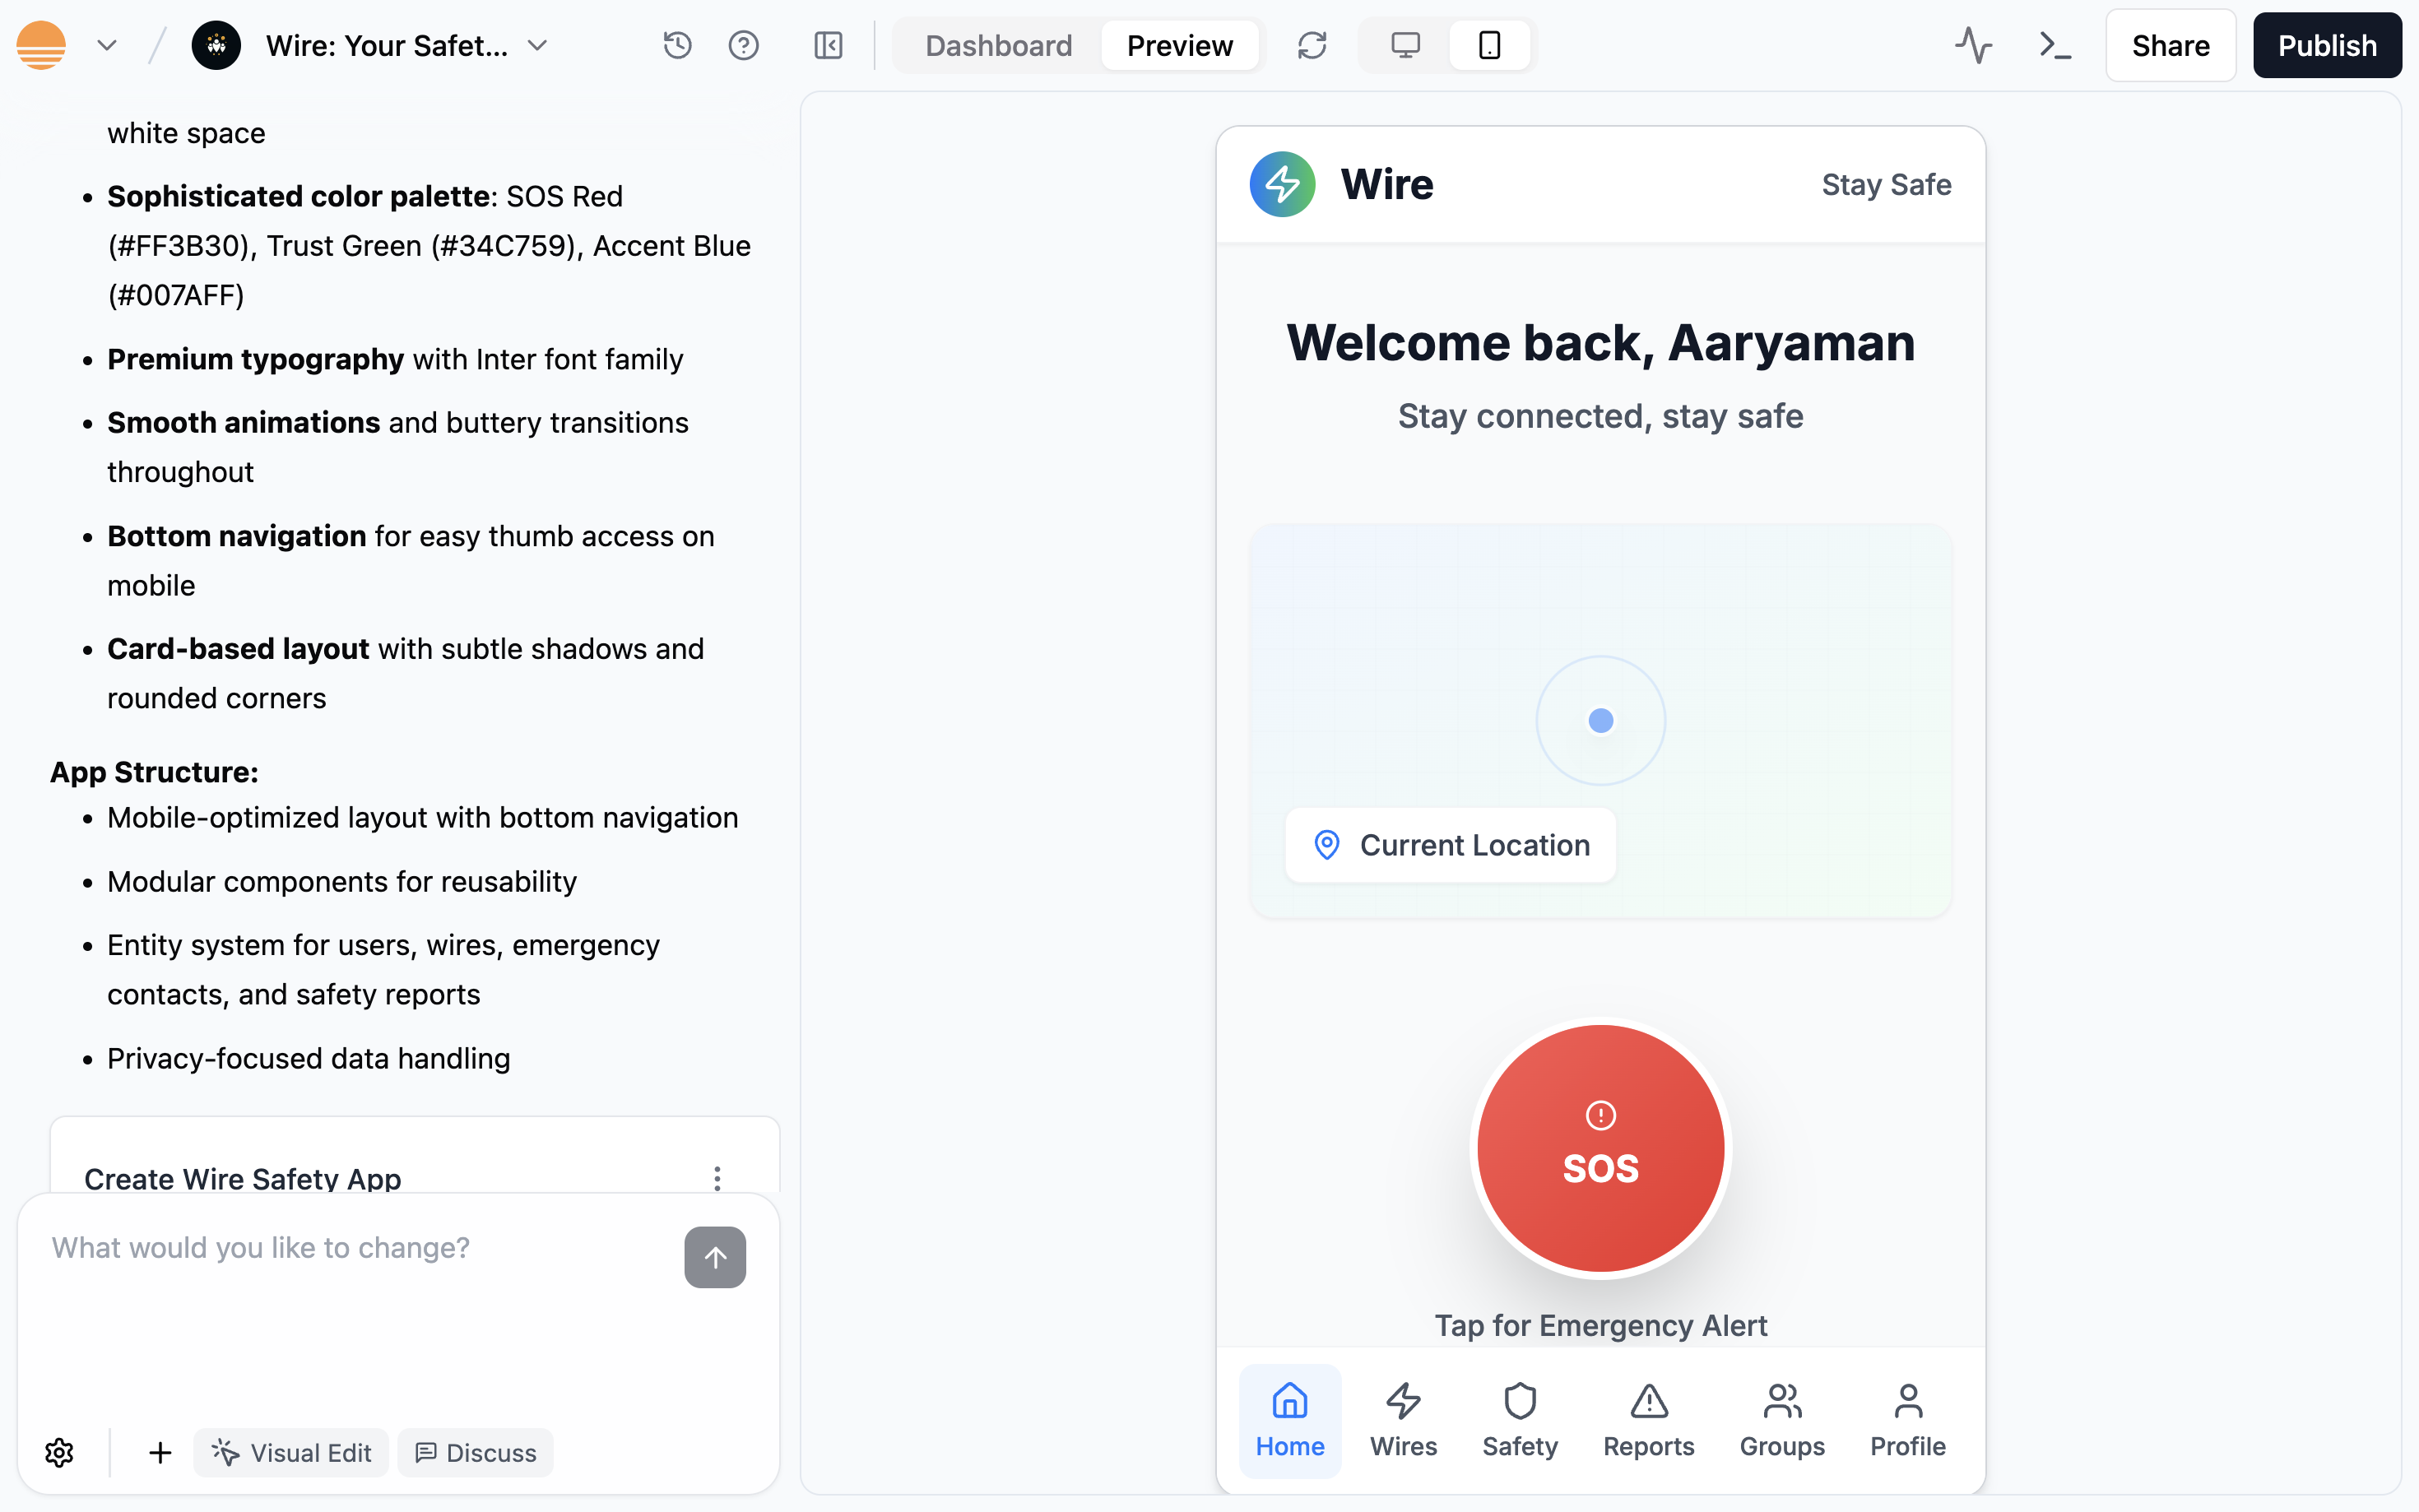 Wire: Your Safet...
Dashboard
Preview
Share
Publish
white space
Sophisticated color palette: SOS Red
(#FF3B30), Trust Green (#34C759), Accent Blue
(#007AFF)
Premium typography with Inter font family
Smooth animations and buttery transitions
throughout
Bottom navigation for easy thumb access on
mobile
Card-based layout with subtle shadows and
rounded corners
App Structure:
Mobile-optimized layout with bottom navigation
Modular components for reusability
Entity system for users, wires, emergency
contacts, and safety reports
Privacy-focused data handling
Create Wire Safety App
What would you like to change?
Visual Edit
Discuss
Wire
Stay Safe
Welcome back, Aaryaman
Stay connected, stay safe
Current Location
SOS
Tap for Emergency Alert
Home
Wires
Safety
Reports
Groups
Profile